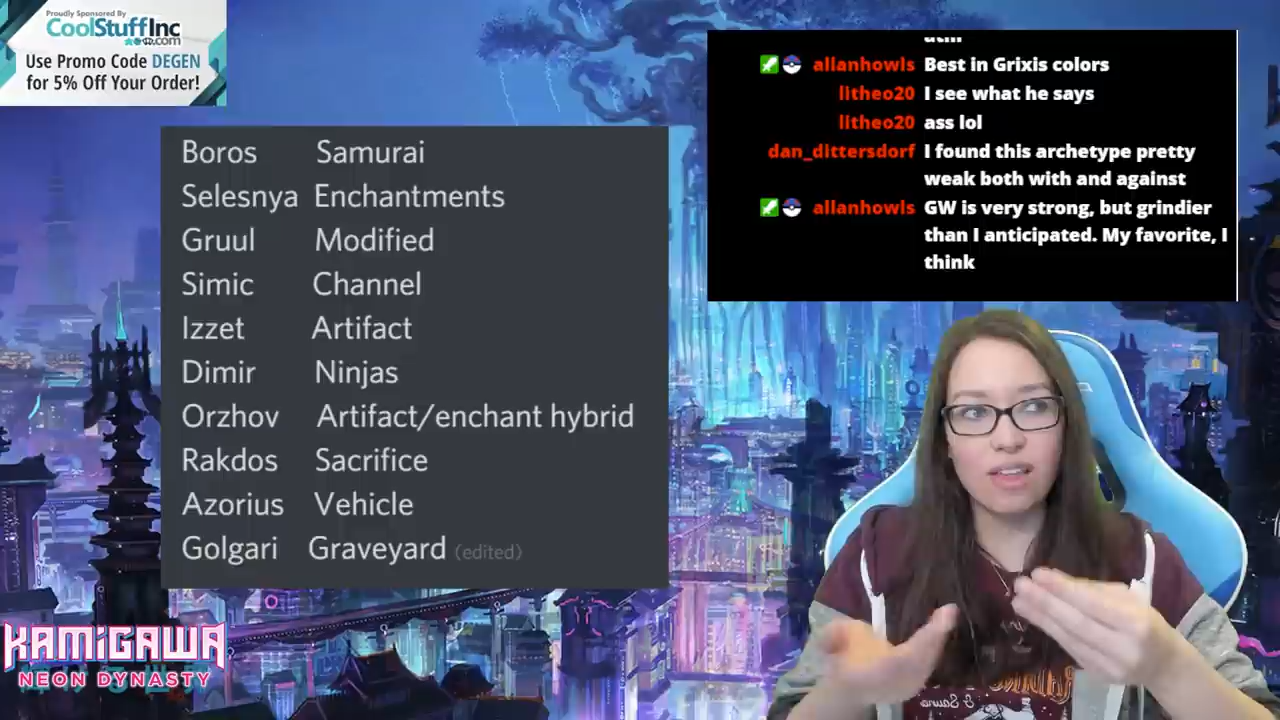 Proudly Sponsored By
CoolStuffInc
.com
Use Promo Code DEGEN
for 5% Off Your Order!
allanhowls Best in Grixis colors
litheo20 I see what he says
litheo20 ass lol
dan_dittersdorf I found this archetype pretty
weak both with and against
allanhowls GW is very strong, but grindier
than I anticipated. My favorite, I
think
Boros Samurai
Selesnya Enchantments
Gruul Modified
Simic Channel
Izzet Artifact
Dimir Ninjas
Orzhov Artifact/enchant hybrid
Rakdos Sacrifice
Azorius Vehicle
Golgari Graveyard (edited)
KAMIGAWA
NEON DYNASTY